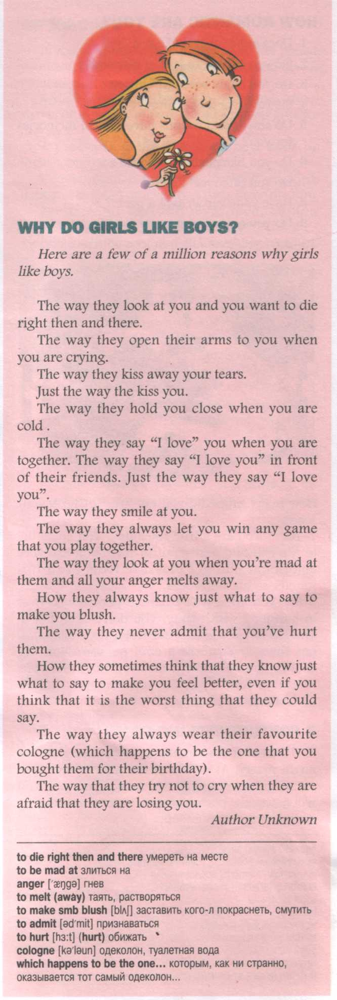 WHY DO GIRLS LIKE BOYS?
Here are a few of a million reasons why girls
like boys.
The way they look at you and you want to die
right then and there.
The way they open their arms to you when
you are crying.
The way they kiss away your tears.
Just the way the kiss you.
The way they hold you close when you are
cold .
The way they say “I love” you when you are
together. The way they say “I love you” in front
of their friends. Just the way they say “I love
you”.
The way they smile at you.
The way they always let you win any game
that you play together.
The way they look at you when you’re mad at
them and all your anger melts away.
How they always know just what to say to
make you blush.
The way they never admit that you’ve hurt
them.
How they sometimes think that they know just
what to say to make you feel better, even if you
think that it is the worst thing that they could
say.
The way they always wear their favourite
cologne (which happens to be the one that you
bought them for their birthday).
The way that they try not to cry when they are
afraid that they are losing you.
Author Unknown
to die right then and there умереть на месте
to be mad at злиться на
anger [ˊæŋgə] гнев
to melt (away) таять, растворяться
to make smb blush [blʌʃ] заставить кого-л покраснеть, смутить
to admit [ədˊmit] признаваться
to hurt [hɜ:t] (hurt) обижать
cologne [kəˊləun] одеколон, туалетная вода
which happens to be the one... которым, как ни странно,
оказывается тот самый одеколон...